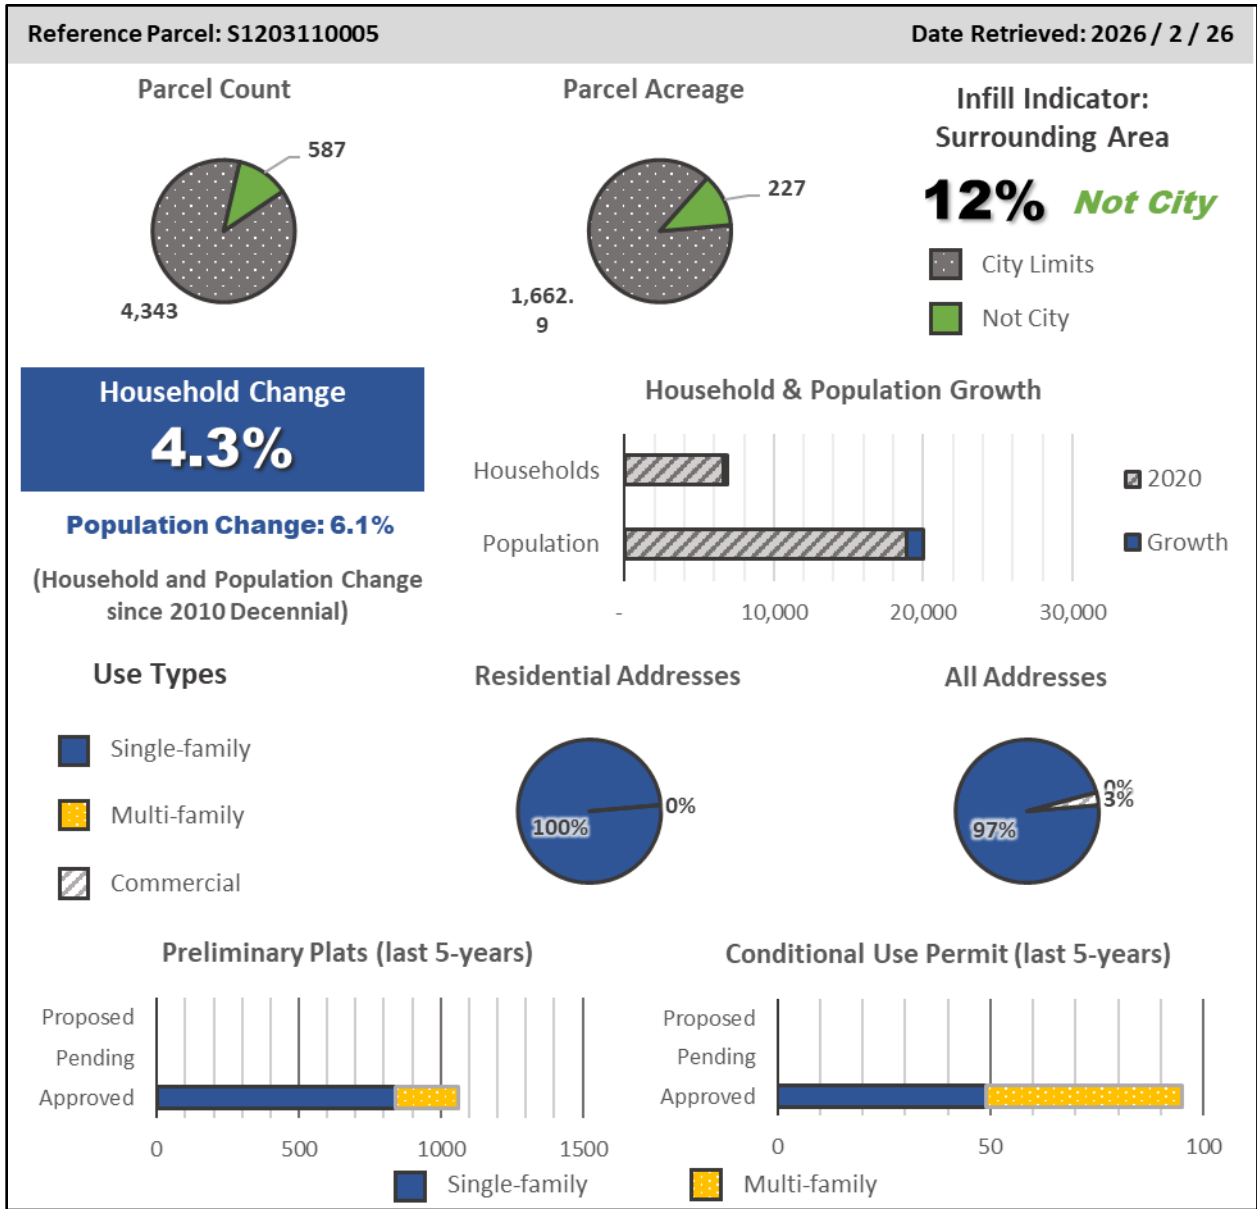 Reference Parcel: S1203110005
Date Retrieved: 2026 / 2 / 26
Parcel Count
587
4,343
Parcel Acreage
227
1,662.
9
Infill Indicator:
Surrounding Area
12% Not City
City Limits
Not City
Household Change
4.3%
Population Change: 6.1%
(Household and Population Change
since 2010 Decennial)
Household & Population Growth
Households
Population
-
10,000
20,000
30,000
2020
Growth
Use Types
Single-family
Multi-family
Commercial
Residential Addresses
100%
0%
All Addresses
0%
3%
97%
Preliminary Plats (last 5-years)
Proposed
Pending
Approved
0
500
1000
1500
Conditional Use Permit (last 5-years)
Proposed
Pending
Approved
0
50
100
Single-family
Multi-family